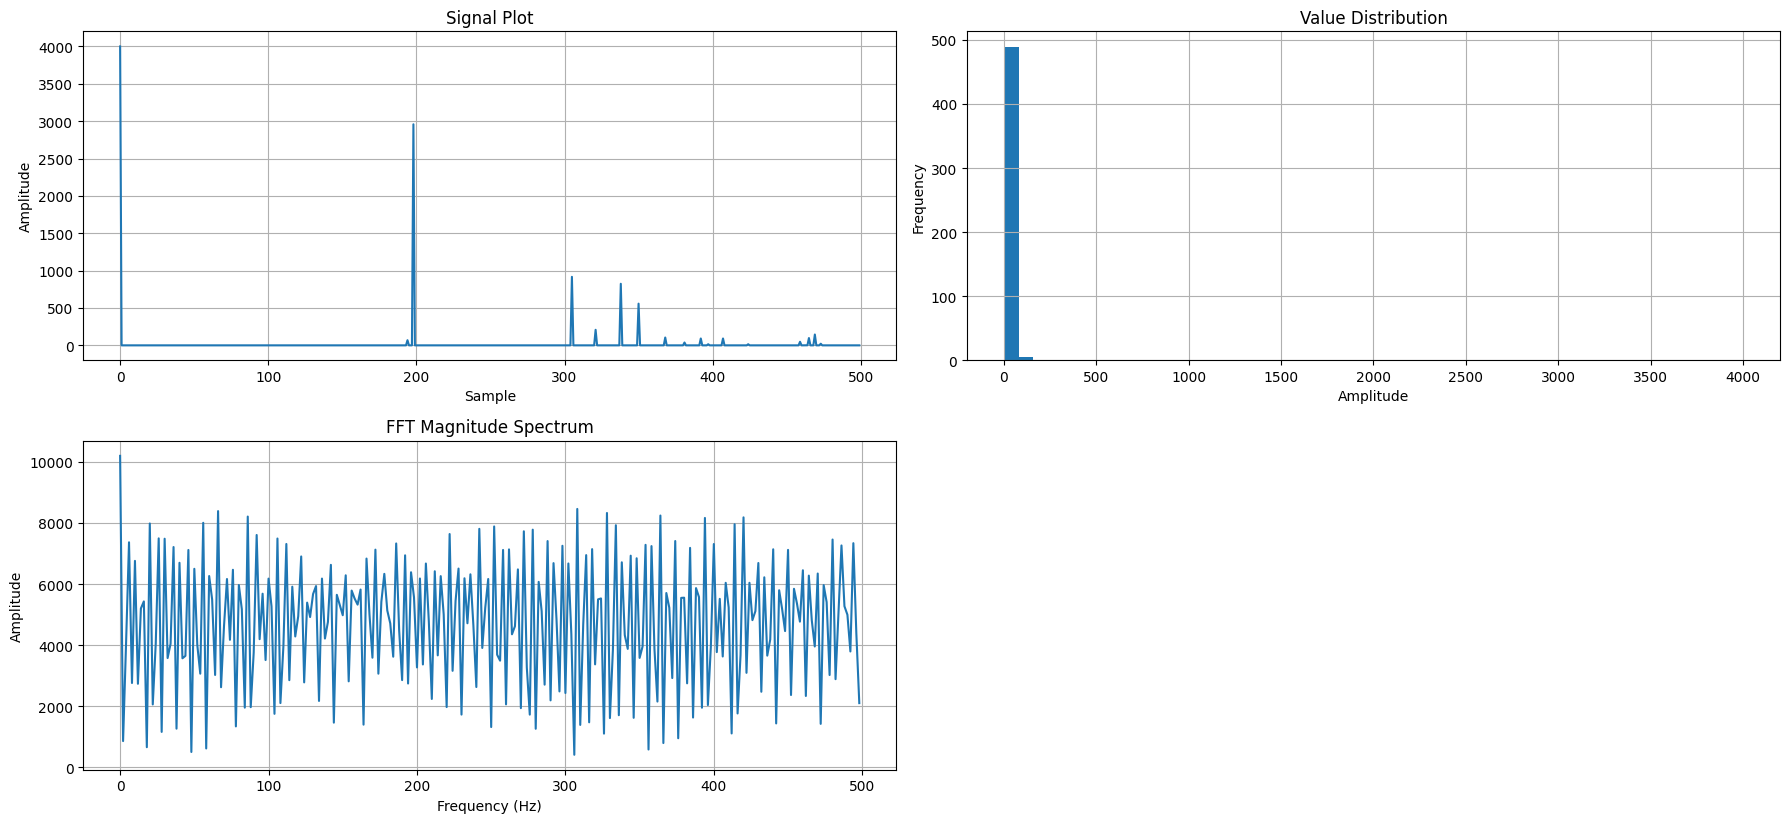 Signal Plot
Amplitude
4000
3500
3000
2500
2000
1500
1000
500
0
0 100 200 300 400 500
Sample
Value Distribution
Frequency
500
400
300
200
100
0
0 500 1000 1500 2000 2500 3000 3500 4000
Amplitude
FFT Magnitude Spectrum
Amplitude
10000
8000
6000
4000
2000
0
0 100 200 300 400 500
Frequency (Hz)